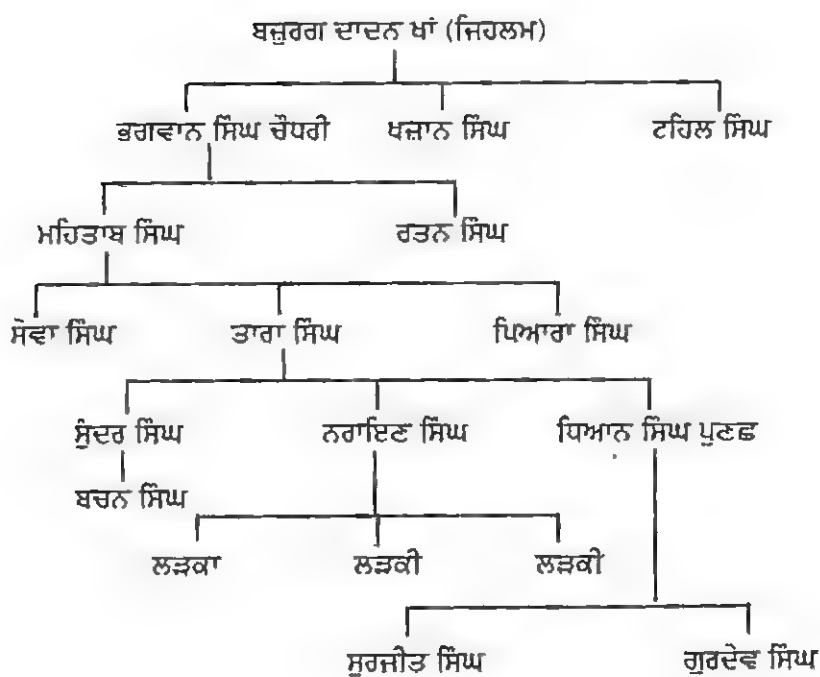 ਬਜ਼ੁਰਗ ਦਾਦਨ ਖਾਂ (ਜਿਹਲਮ)
ਭਗਵਾਨ ਸਿੰਘ ਚੌਧਰੀ ਖਜ਼ਾਨ ਸਿੰਘ ਟਹਿਲ ਸਿੰਘ
ਮਹਿਤਾਬ ਸਿੰਘ ਰਤਨ ਸਿੰਘ
ਸੇਵਾ ਸਿੰਘ ਤਾਰਾ ਸਿੰਘ ਪਿਆਰਾ ਸਿੰਘ
ਸੁੰਦਰ ਸਿੰਘ ਨਰਾਇਣ ਸਿੰਘ ਧਿਆਨ ਸਿੰਘ ਪੁਣਛ
ਬਚਨ ਸਿੰਘ
ਲੜਕਾ ਲੜਕੀ ਲੜਕੀ
ਸੁਰਜੀਤ ਸਿੰਘ ਗੁਰਦੇਵ ਸਿੰਘ